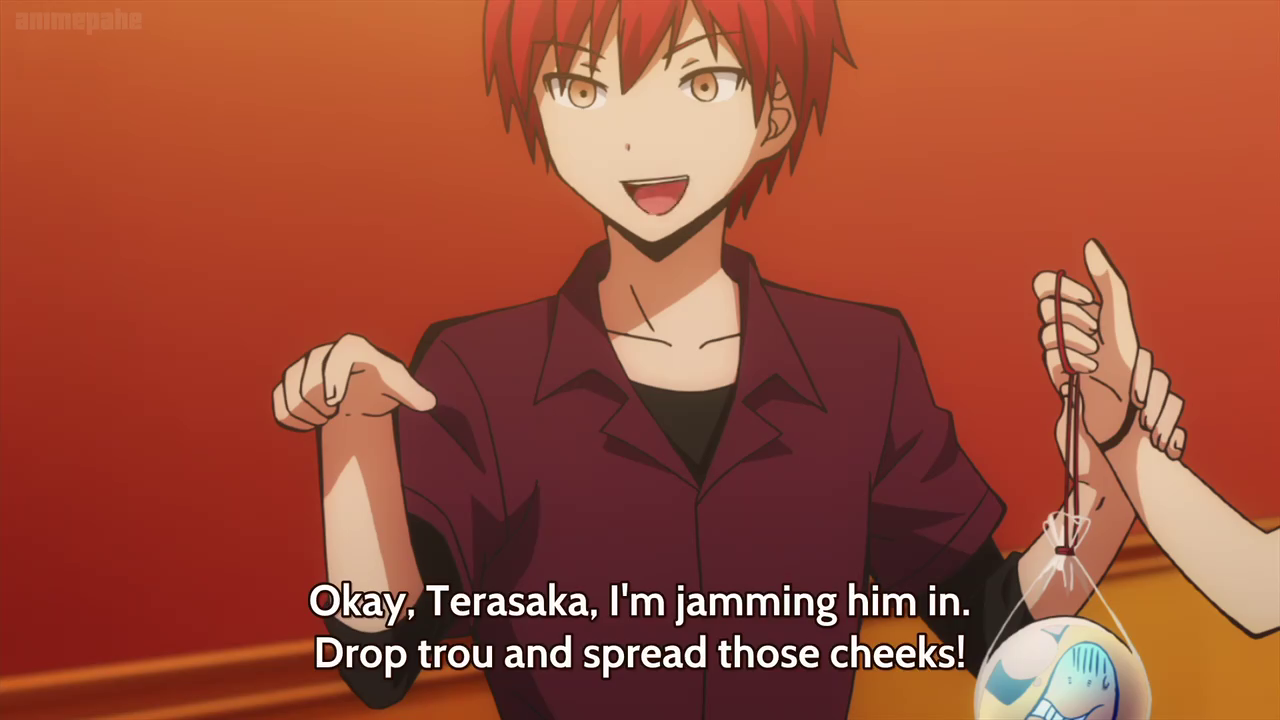 animepahe
Okay, Terasaka, I'm jamming him in.
Drop trou and spread those cheeks!